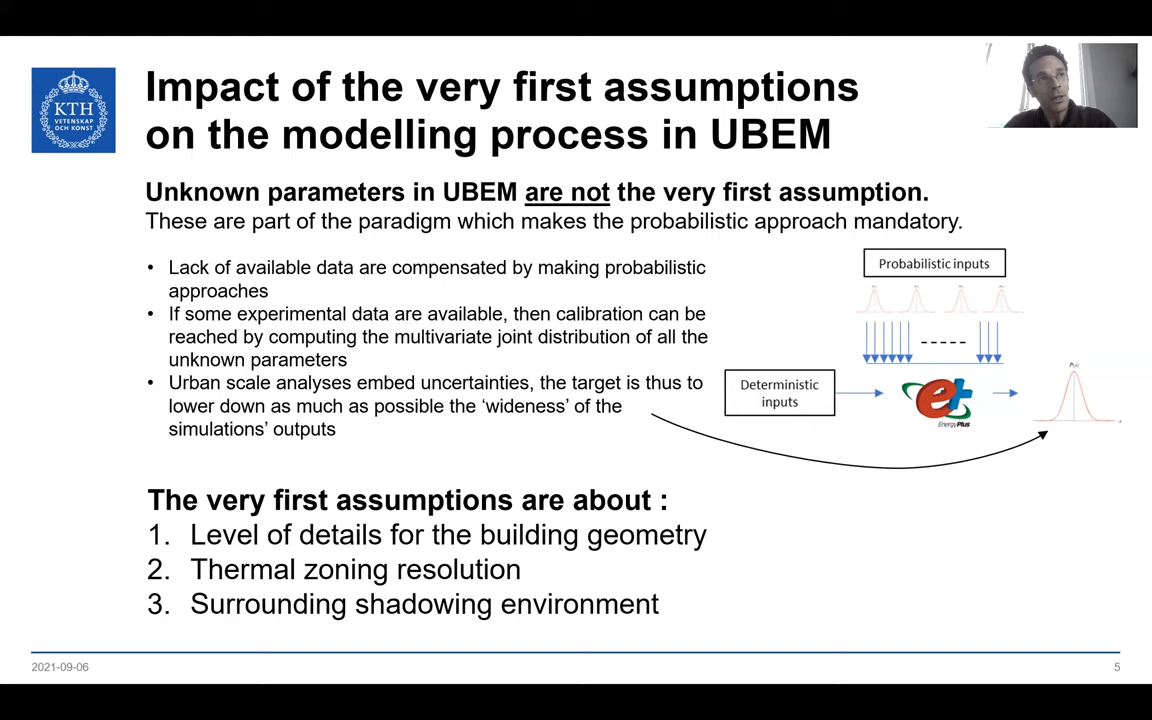 KTH
VETENSKAP
OCH KONST
Impact of the very first assumptions
on the modelling process in UBEM
Unknown parameters in UBEM are not the very first assumption.
These are part of the paradigm which makes the probabilistic approach mandatory.
• Lack of available data are compensated by making probabilistic
approaches
• If some experimental data are available, then calibration can be
reached by computing the multivariate joint distribution of all the
unknown parameters
• Urban scale analyses embed uncertainties, the target is thus to
lower down as much as possible the ‘wideness’ of the
simulations’ outputs
Probabilistic inputs
Deterministic
inputs
e+
EnergyPlus
P(x)
The very first assumptions are about :
1. Level of details for the building geometry
2. Thermal zoning resolution
3. Surrounding shadowing environment
2021-09-06
5